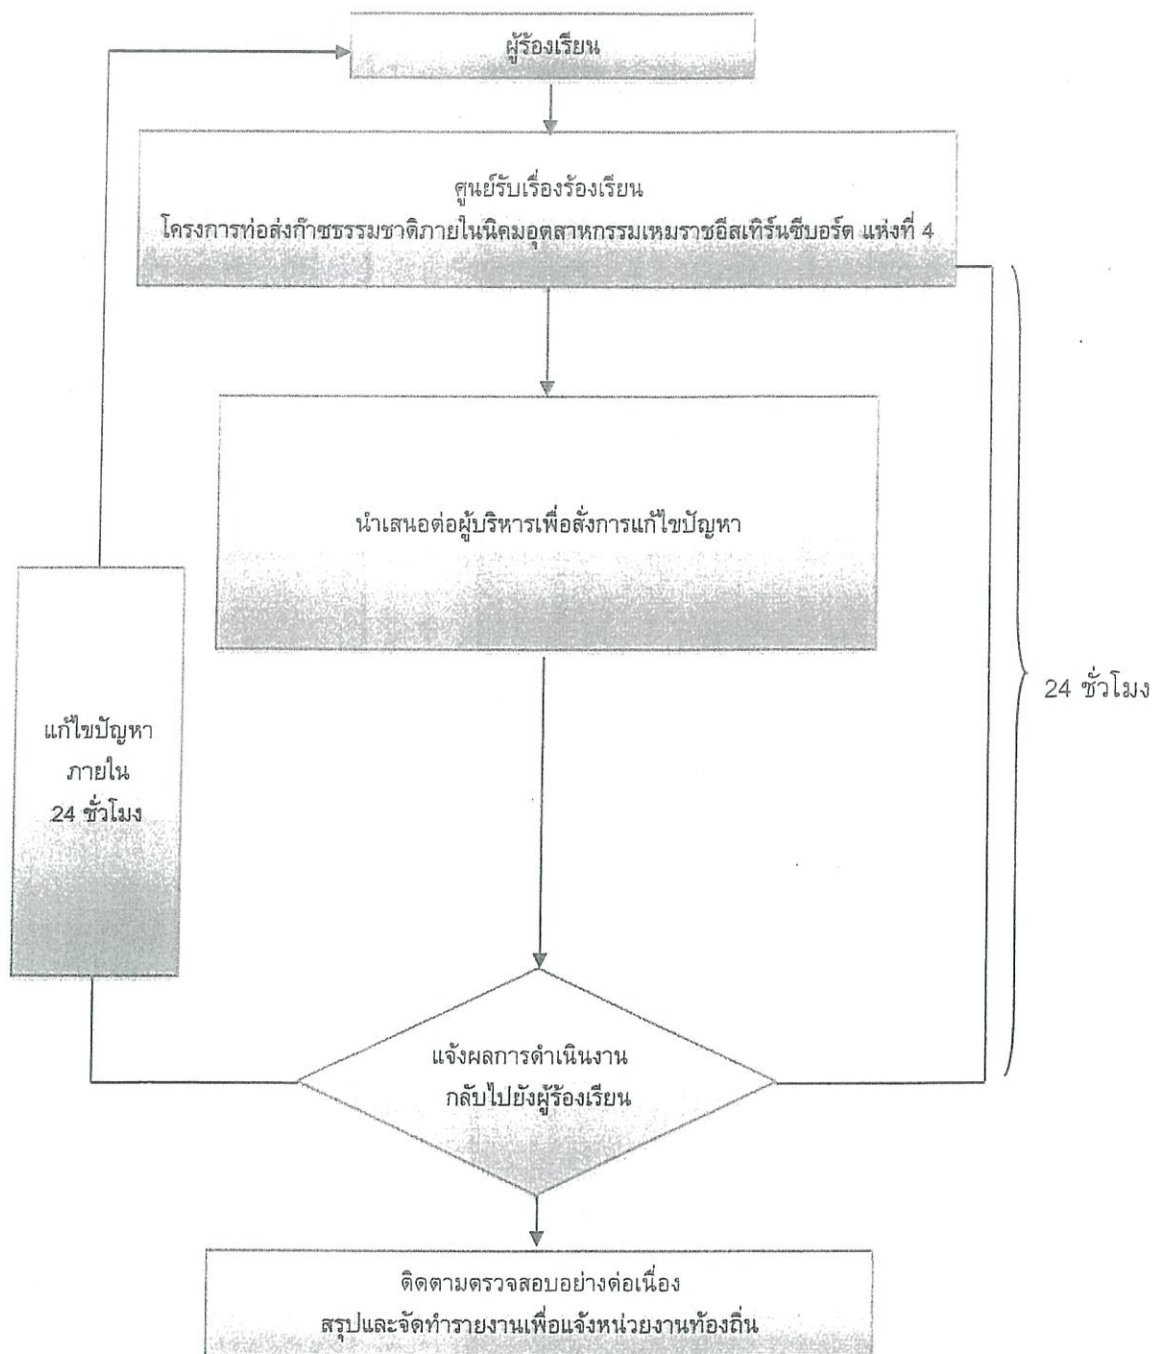 ผู้ร้องเรียน
ศูนย์รับเรื่องร้องเรียน
โครงการท่อส่งก๊าซธรรมชาติภายในนิคมอุตสาหกรรมเหมราชอีสเทิร์นซีบอร์ด แห่งที่ 4
นำเสนอต่อผู้บริหารเพื่อสั่งการแก้ไขปัญหา
24 ชั่วโมง
แก้ไขปัญหา
ภายใน
24 ชั่วโมง
แจ้งผลการดำเนินงาน
กลับไปยังผู้ร้องเรียน
ติดตามตรวจสอบอย่างต่อเนื่อง
สรุปและจัดทำรายงานเพื่อแจ้งหน่วยงานท้องถิ่น